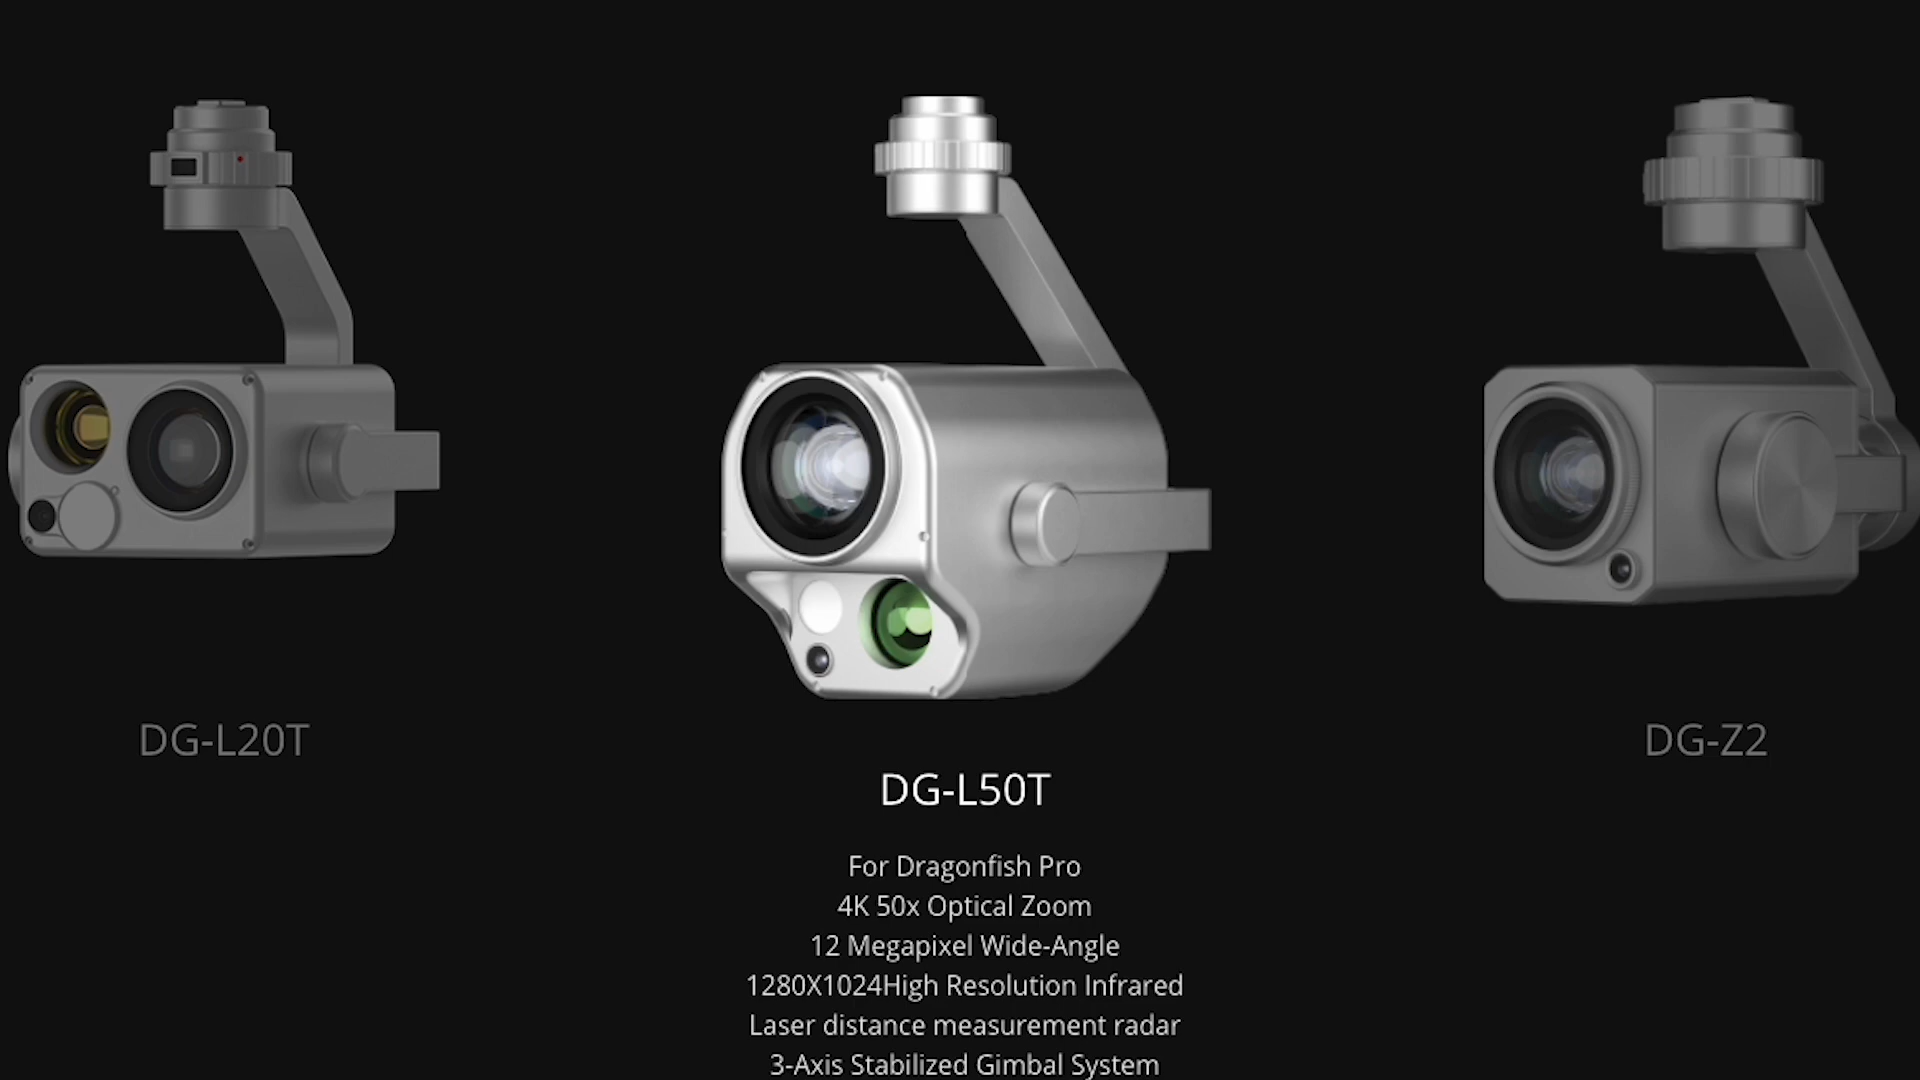 DG-L20T
DG-L50T
DG-Z2
For Dragonfish Pro
4K 50x Optical Zoom
12 Megapixel Wide-Angle
1280X1024High Resolution Infrared
Laser distance measurement radar
3-Axis Stabilized Gimbal System